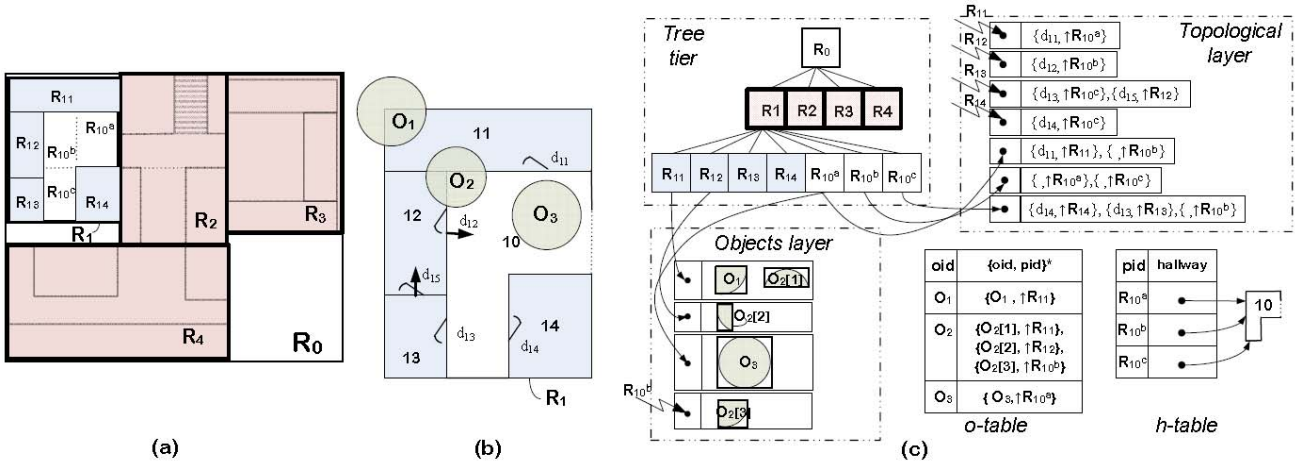 R11
R12
R10a
R10b
R10c
R13
R14
R1
R2
R3
R4
R0
(a)
O1
11
d11
O2
12
d12
O3
10
d15
d13
14
d14
13
R1
(b)
Tree tier
R0
R1 R2 R3 R4
R11 R12 R13 R14 R10a R10b R10c
Topological layer
R11
{d11, ↑R10a}
R12
{d12, ↑R10b}
R13
{d13, ↑R10c},{d15, ↑R12}
R14
{d14, ↑R10c}
{d11, ↑R11}, { ,↑R10b}
{ ,↑R10a},{ ,↑R10c}
{d14, ↑R14}, {d13, ↑R13},{ ,↑R10b}
Objects layer
O1
O2[1]
O2[2]
O3
R10b
O2[3]
oid {oid, pid}*
O1 {O1 , ↑R11}
O2 {O2[1], ↑R11},
{O2[2], ↑R12},
{O2[3], ↑R10b}
O3 { O3,↑R10a}
o-table
pid hallway
R10a
R10b
R10c
10
h-table
(c)